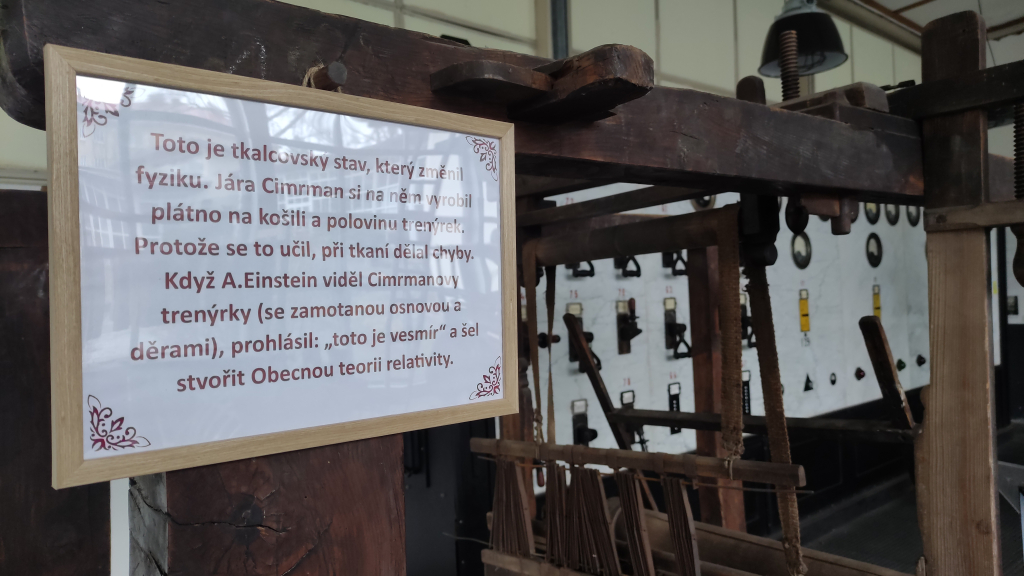 Toto je tkalcovský stav, který změnil
fyziku. Jára Cimrman si na něm vyrobil
plátno na košili a polovinu trenýrek.
Protože se to učil, při tkaní dělal chyby.
Když A.Einstein viděl Cimrmanovy
trenýrky (se zamotanou osnovou a
děrami), prohlásil: „toto je vesmír“ a šel
stvořit Obecnou teorii relativity.